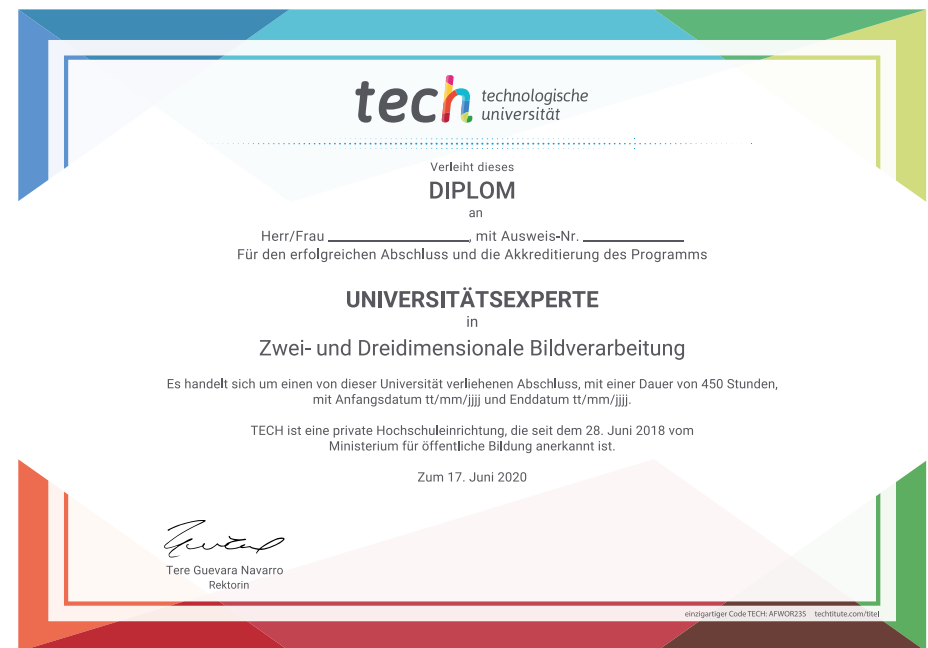 tech technologische
universität
Verleiht dieses
DIPLOM
an
Herr/Frau ____________________, mit Ausweis-Nr. ______________
Für den erfolgreichen Abschluss und die Akkreditierung des Programms
UNIVERSITÄTSEXPERTE
in
Zwei- und Dreidimensionale Bildverarbeitung
Es handelt sich um einen von dieser Universität verliehenen Abschluss, mit einer Dauer von 450 Stunden,
mit Anfangsdatum tt/mm/jjjj und Enddatum tt/mm/jjjj.
TECH ist eine private Hochschuleinrichtung, die seit dem 28. Juni 2018 vom
Ministerium für öffentliche Bildung anerkannt ist.
Zum 17. Juni 2020
Tere Guevara Navarro
Rektorin
einzigartiger Code TECH: AFWOR23S techtitute.com/titel